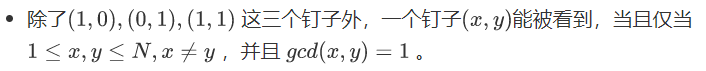 • 除了(1,0),(0,1),(1,1) 这三个钉子外，一个钉子(x,y)能被看到，当且仅当
1 ≤ x,y ≤ N,x ≠ y ，并且 gcd(x,y) = 1 。